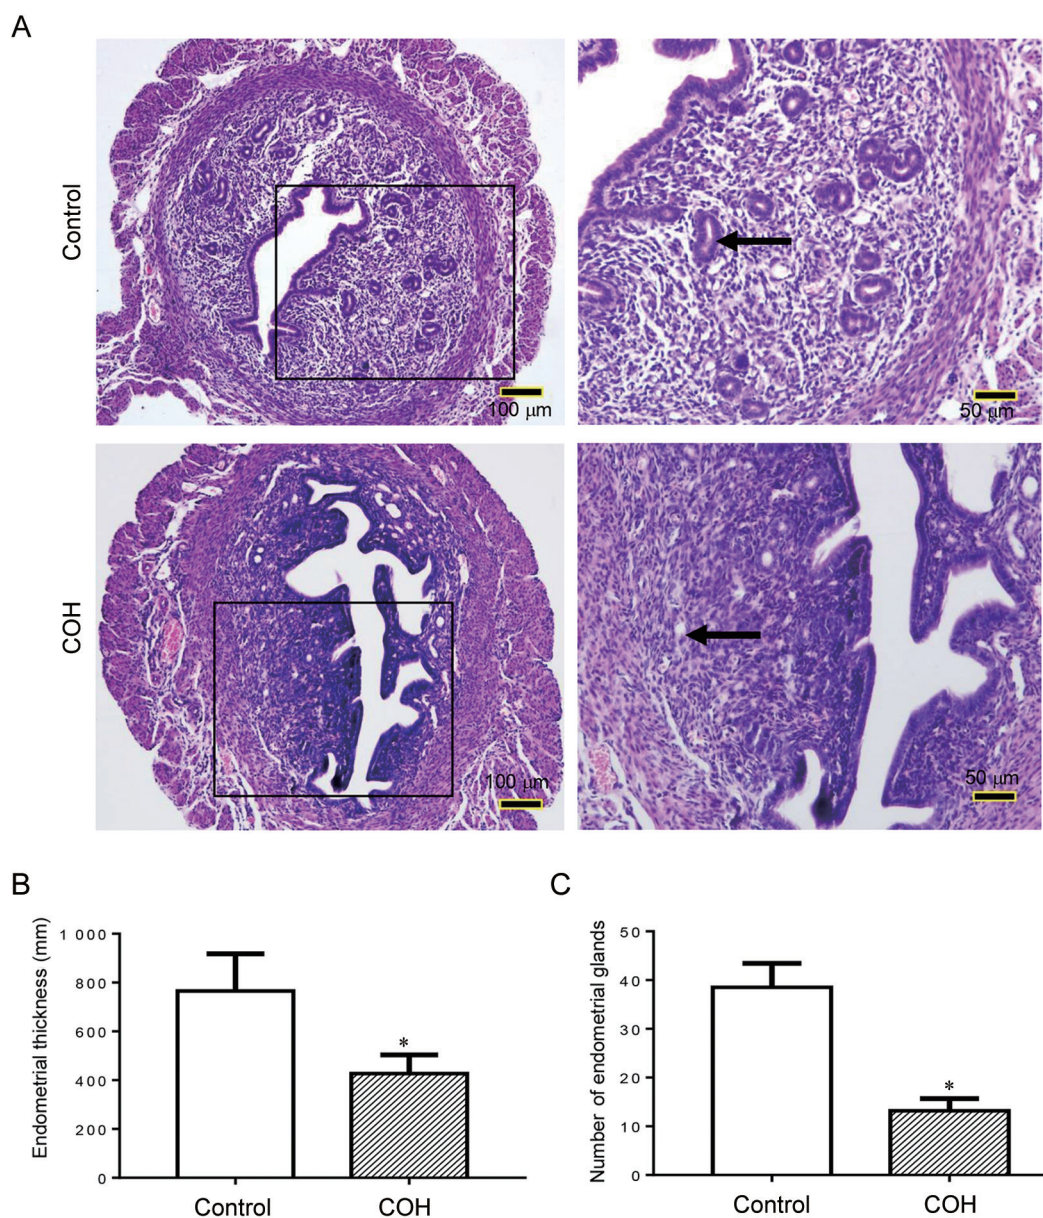 A
Control
100 μm
50 μm
COH
100 μm
50 μm
B
Endometrial thickness (mm)
1 000
800
600
400
200
0
*
Control
COH
C
Number of endometrial glands
50
40
30
20
10
0
*
Control
COH